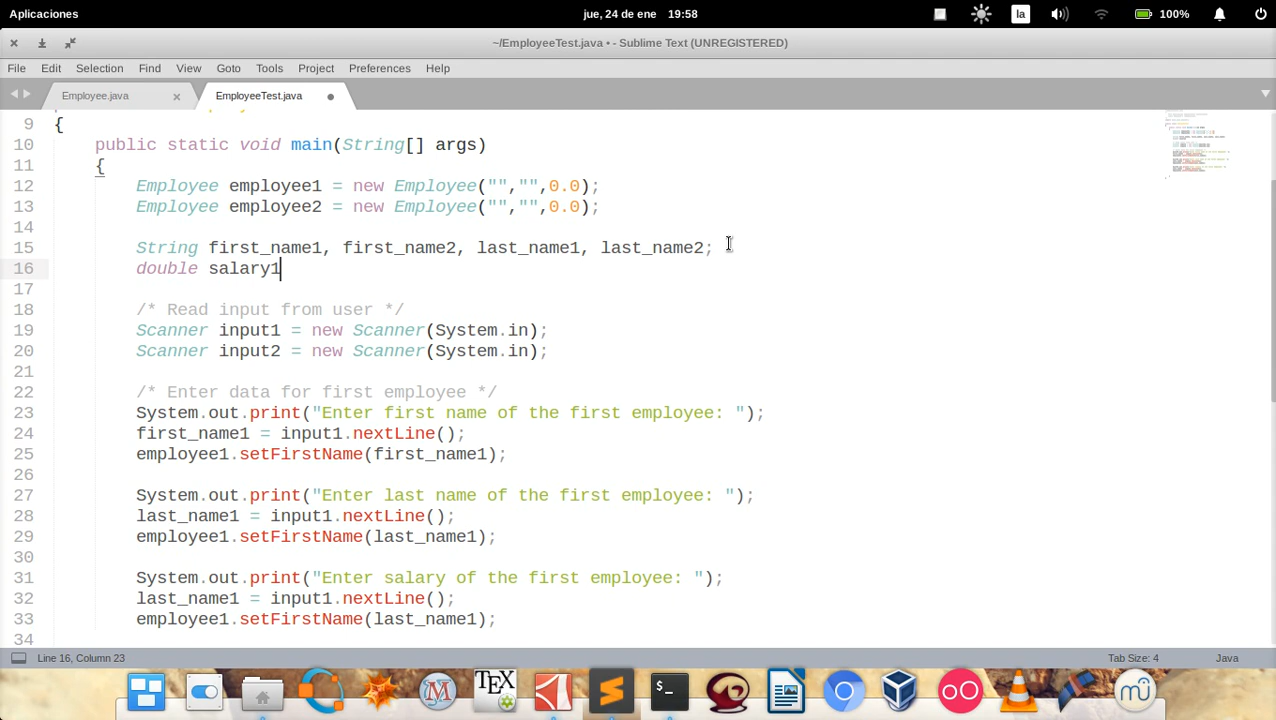 Aplicaciones jue, 24 de ene 19:58 la 100%
~/EmployeeTest.java • - Sublime Text (UNREGISTERED)
File Edit Selection Find View Goto Tools Project Preferences Help
Employee.java EmployeeTest.java
9 {
10 public static void main(String[] args)
11 {
12 Employee employee1 = new Employee("","",0.0);
13 Employee employee2 = new Employee("","",0.0);
14
15 String first_name1, first_name2, last_name1, last_name2;
16 double salary1
17
18 /* Read input from user */
19 Scanner input1 = new Scanner(System.in);
20 Scanner input2 = new Scanner(System.in);
21
22 /* Enter data for first employee */
23 System.out.print("Enter first name of the first employee: ");
24 first_name1 = input1.nextLine();
25 employee1.setFirstName(first_name1);
26
27 System.out.print("Enter last name of the first employee: ");
28 last_name1 = input1.nextLine();
29 employee1.setFirstName(last_name1);
30
31 System.out.print("Enter salary of the first employee: ");
32 last_name1 = input1.nextLine();
33 employee1.setFirstName(last_name1);
34
Line 16, Column 23 Tab Size: 4 Java
TEX